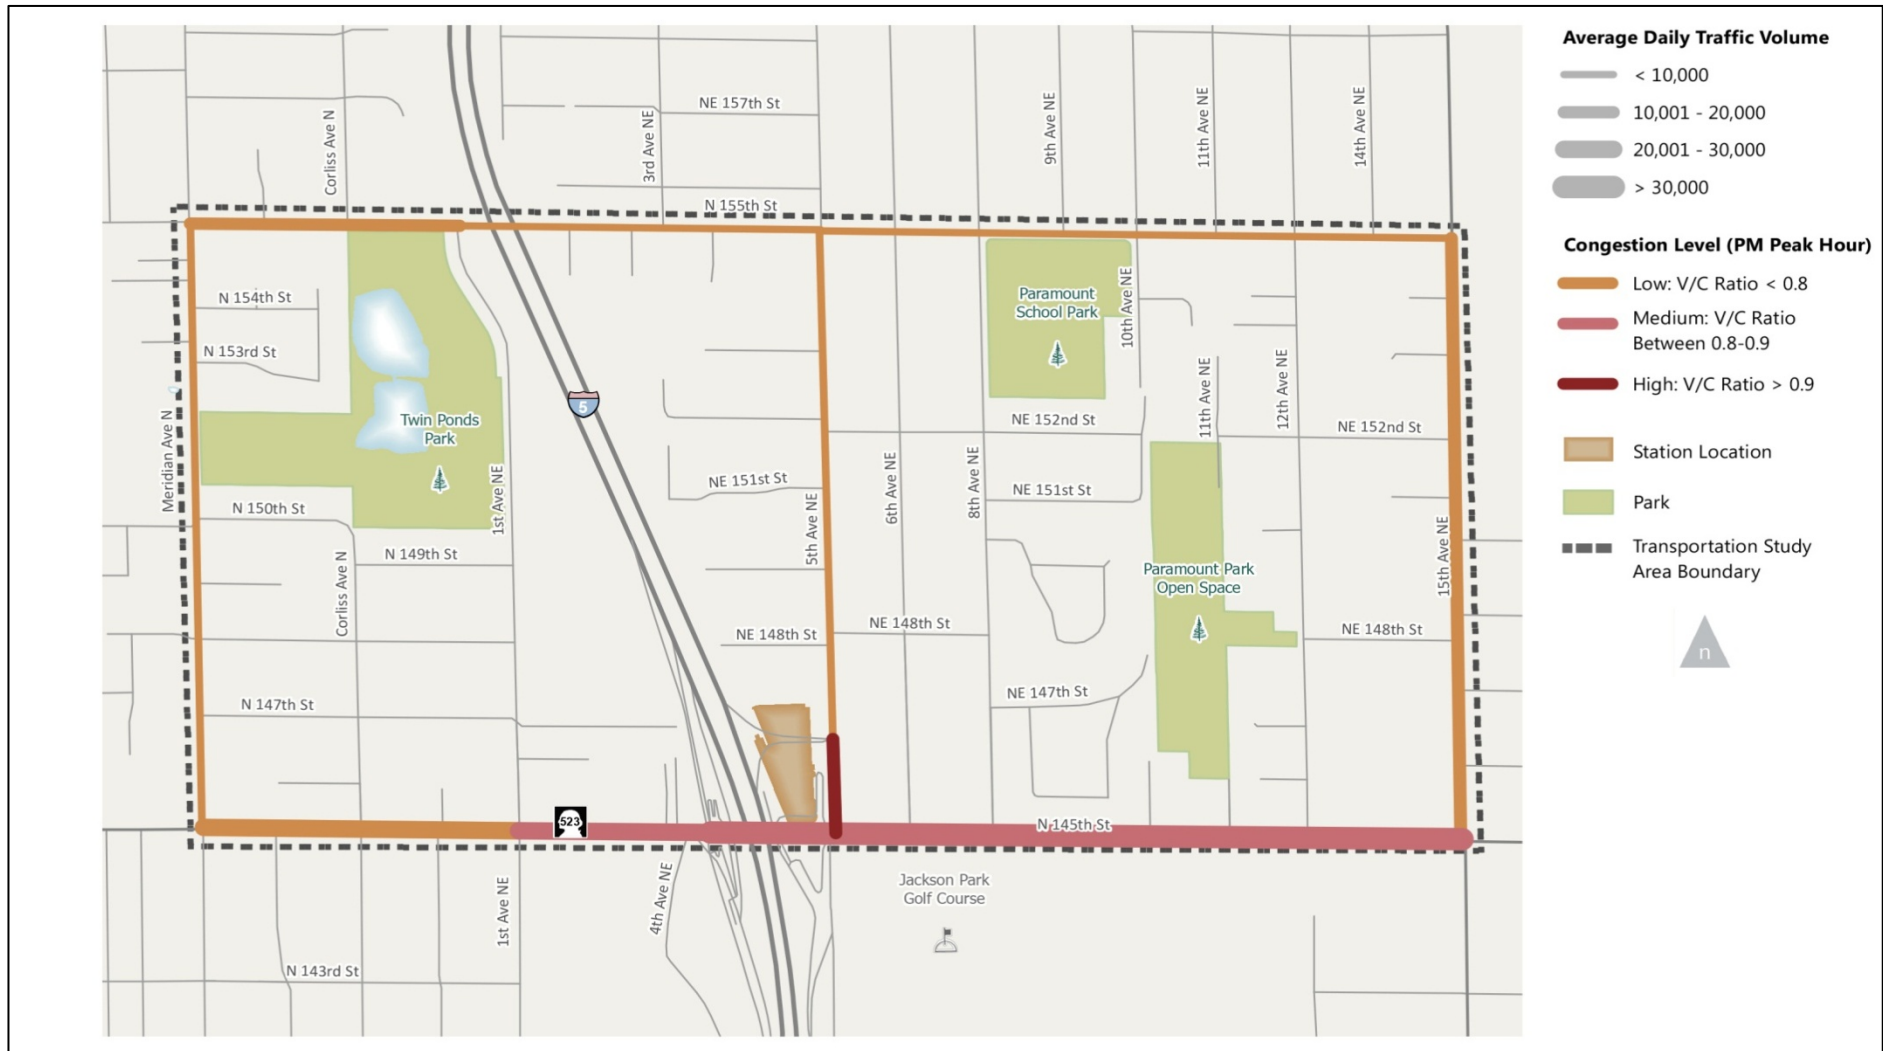 Average Daily Traffic Volume
< 10,000
10,001 - 20,000
20,001 - 30,000
> 30,000
Congestion Level (PM Peak Hour)
Low: V/C Ratio < 0.8
Medium: V/C Ratio
Between 0.8-0.9
High: V/C Ratio > 0.9
Station Location
Park
Transportation Study
Area Boundary
n
NE 157th St
Corliss Ave N
3rd Ave NE
9th Ave NE
11th Ave NE
14th Ave NE
N 155th St
N 154th St
N 153rd St
Paramount
School Park
10th Ave NE
5
Twin Ponds
Park
Meridian Ave N
11th Ave NE
12th Ave NE
NE 152nd St
NE 152nd St
NE 151st St
NE 151st St
1st Ave NE
5th Ave NE
6th Ave NE
8th Ave NE
N 150th St
N 149th St
Corliss Ave N
15th Ave NE
Paramount Park
Open Space
NE 148th St
NE 148th St
NE 148th St
N 147th St
NE 147th St
523
N 145th St
1st Ave NE
4th Ave NE
Jackson Park
Golf Course
N 143rd St